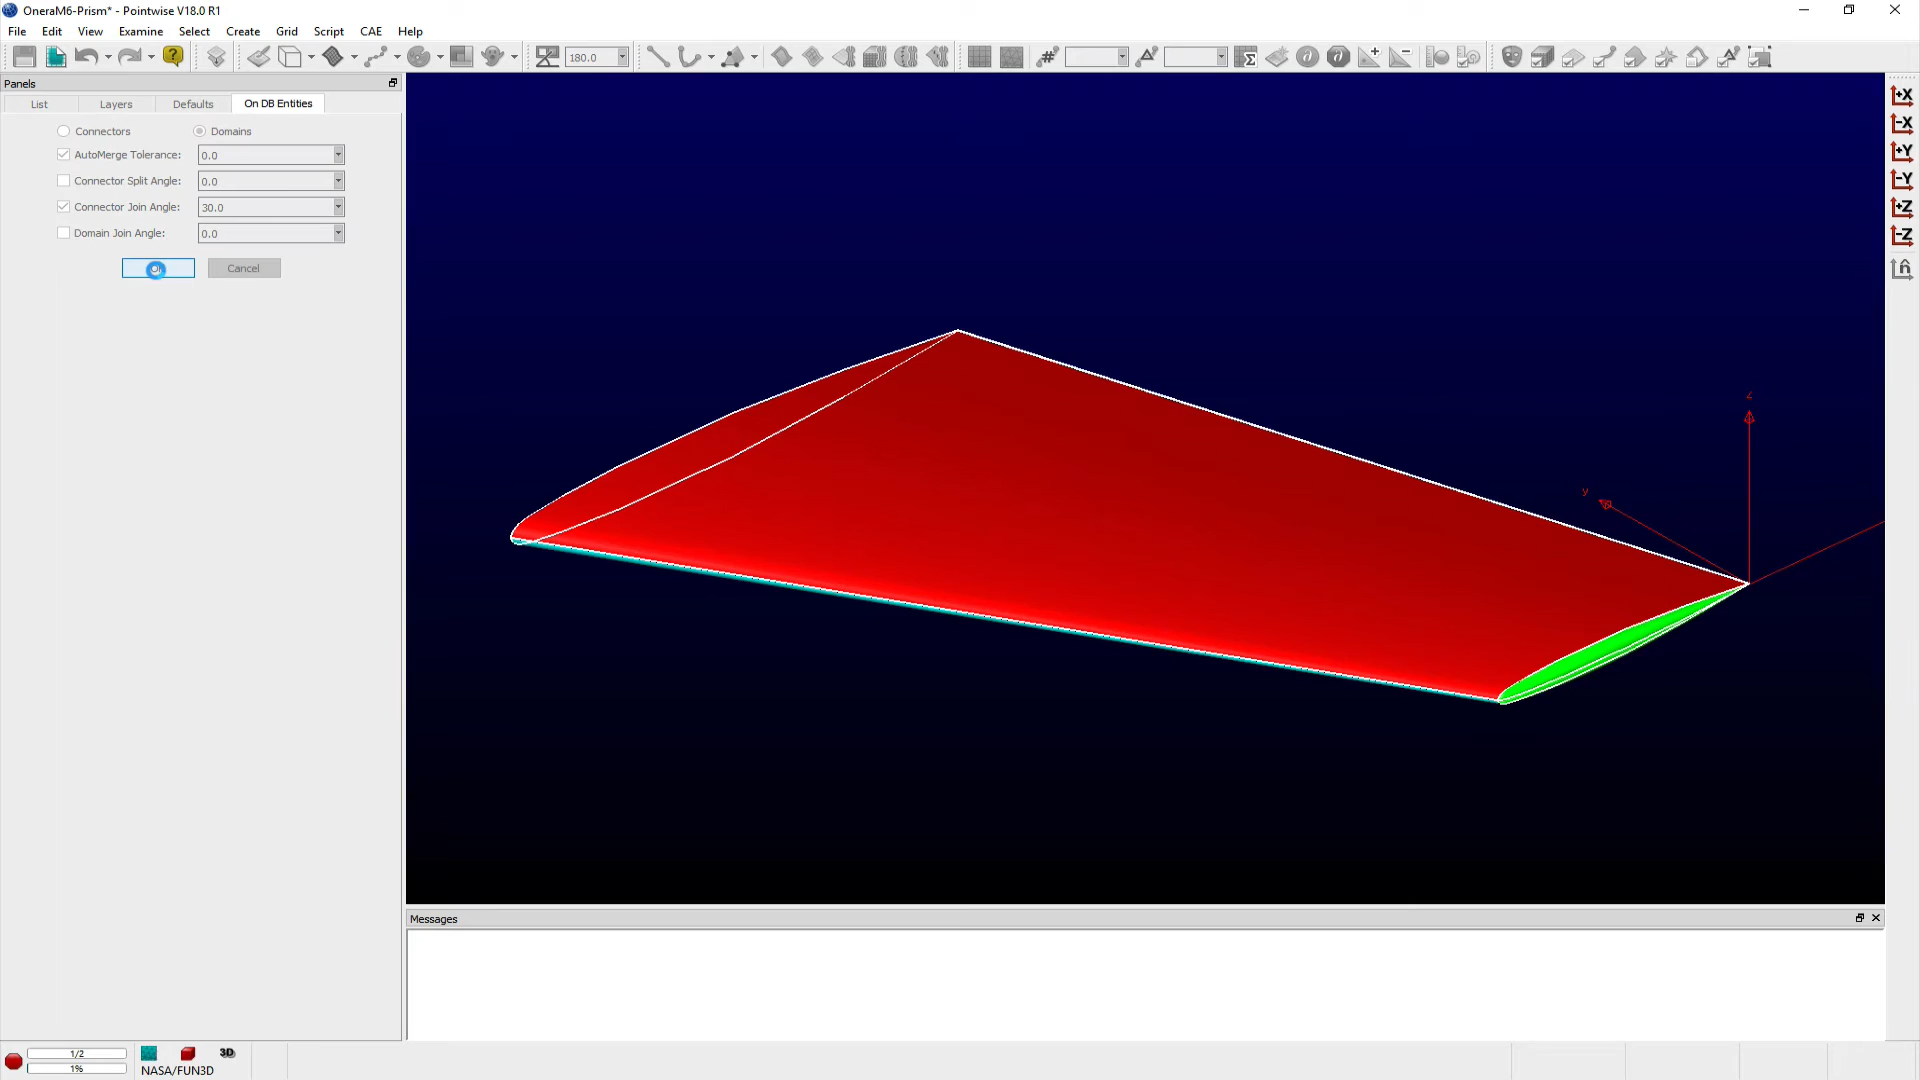 OneraM6-Prism* - Pointwise V18.0 R1
File Edit View Examine Select Create Grid Script CAE Help
180.0
Panels
List Layers Defaults On DB Entities
Connectors Domains
AutoMerge Tolerance: 0.0
Connector Split Angle: 0.0
Connector Join Angle: 30.0
Domain Join Angle: 0.0
Cancel
+X
-X
+Y
-Y
+Z
-Z
n̂
z
y
Messages
1/2
1%
3D
NASA/FUN3D